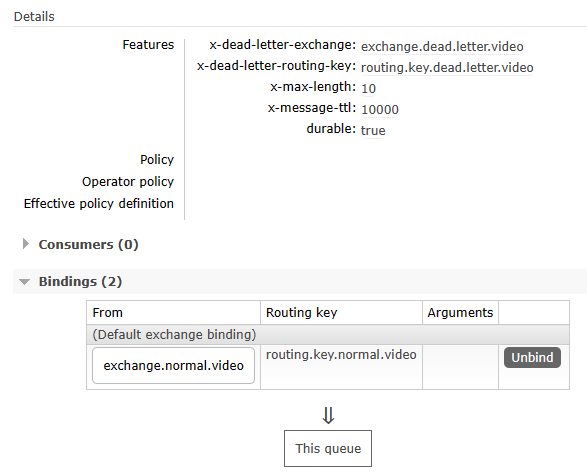 Details
Features
x-dead-letter-exchange: exchange.dead.letter.video
x-dead-letter-routing-key: routing.key.dead.letter.video
x-max-length: 10
x-message-ttl: 10000
durable: true
Policy
Operator policy
Effective policy definition
Consumers (0)
Bindings (2)
From Routing key Arguments
(Default exchange binding)
exchange.normal.video routing.key.normal.video Unbind
⇓
This queue